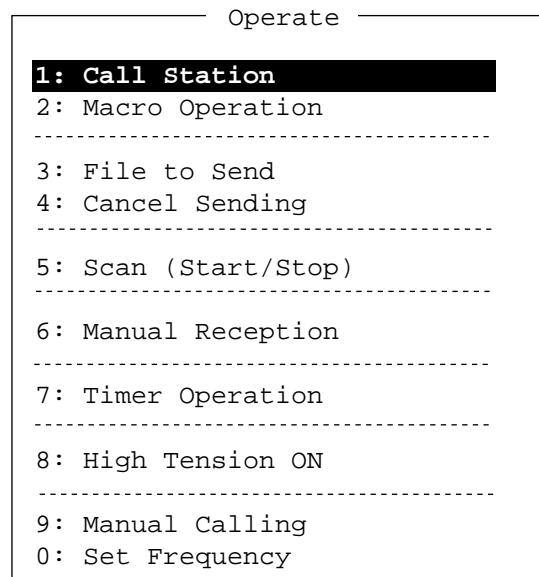 Operate
1: Call Station
2: Macro Operation
3: File to Send
4: Cancel Sending
5: Scan (Start/Stop)
6: Manual Reception
7: Timer Operation
8: High Tension ON
9: Manual Calling
0: Set Frequency